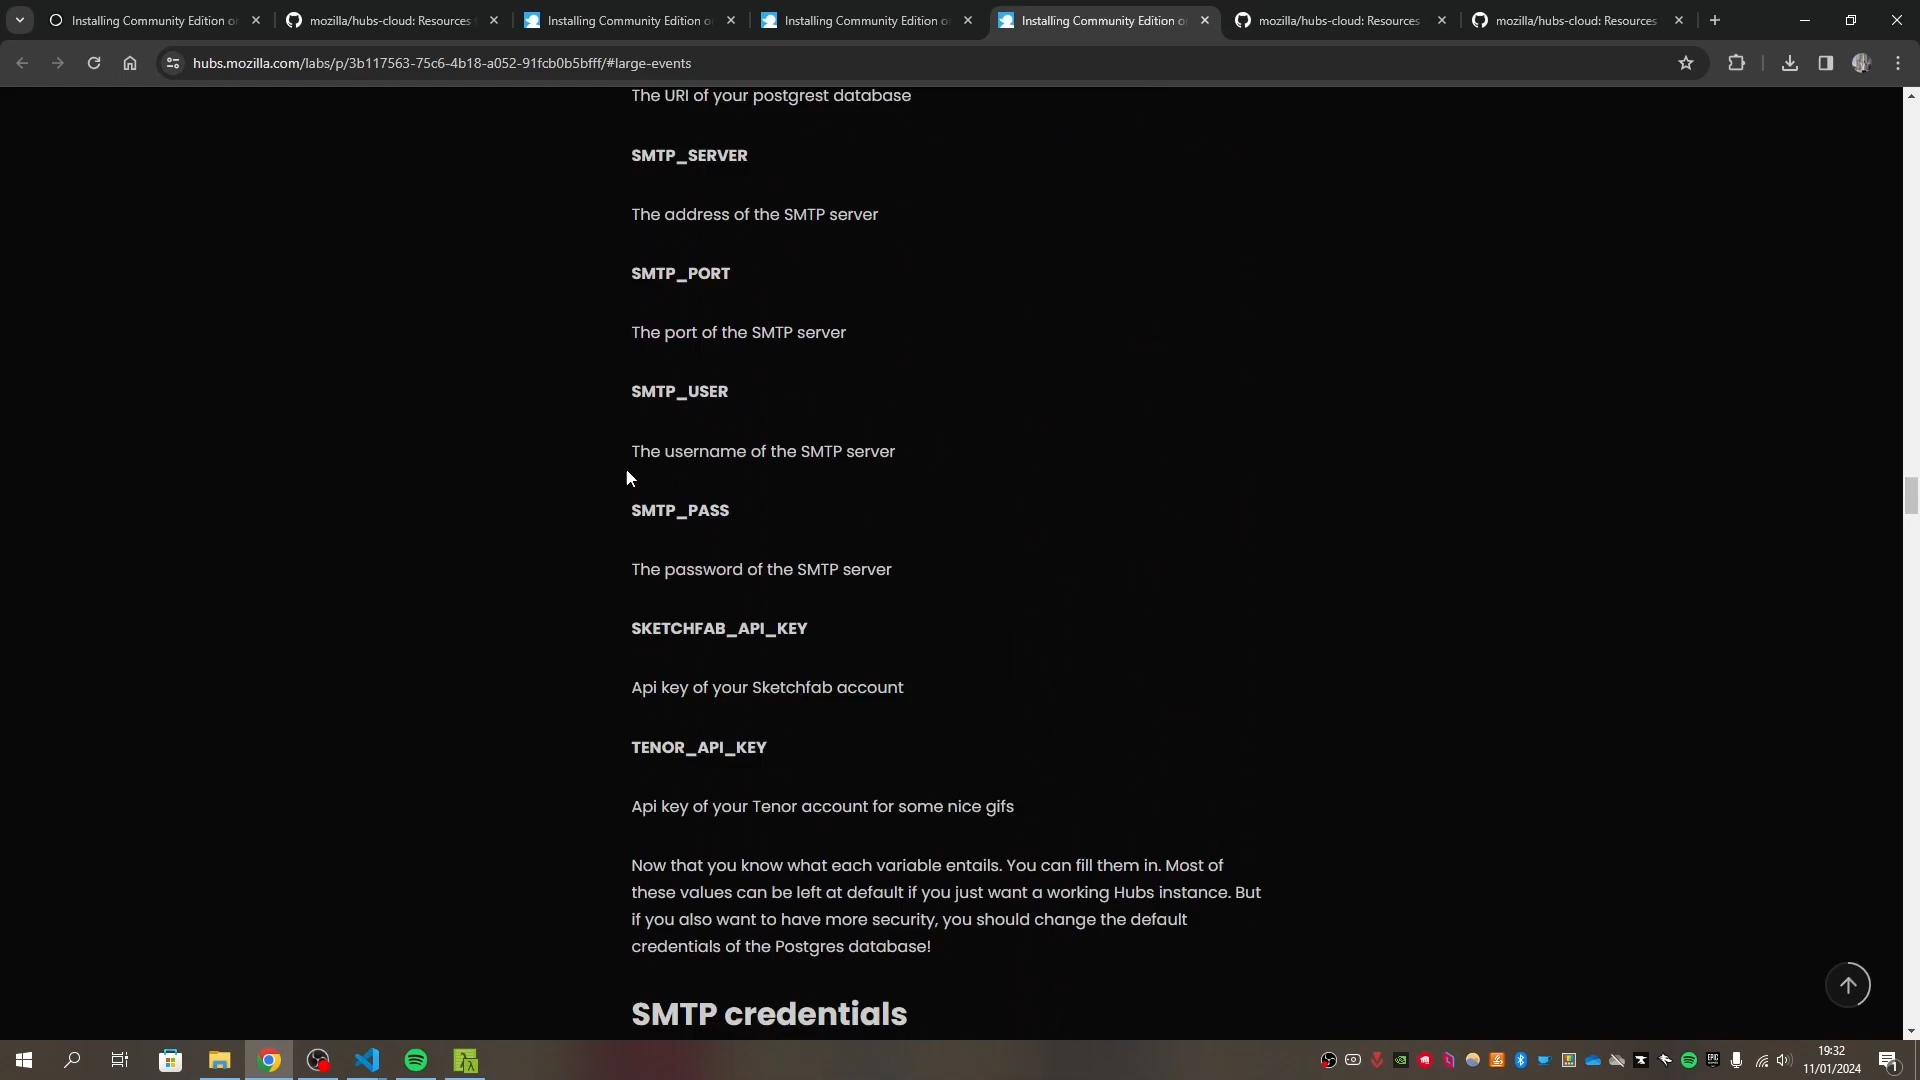 Installing Community Edition o
mozilla/hubs-cloud: Resources
Installing Community Edition o
Installing Community Edition o
Installing Community Edition o
mozilla/hubs-cloud: Resources
mozilla/hubs-cloud: Resources
hubs.mozilla.com/labs/p/3b117563-75c6-4b18-a052-91fcb0b5bfff/#large-events
The URI of your postgrest database
SMTP_SERVER
The address of the SMTP server
SMTP_PORT
The port of the SMTP server
SMTP_USER
The username of the SMTP server
SMTP_PASS
The password of the SMTP server
SKETCHFAB_API_KEY
Api key of your Sketchfab account
TENOR_API_KEY
Api key of your Tenor account for some nice gifs
Now that you know what each variable entails. You can fill them in. Most of
these values can be left at default if you just want a working Hubs instance. But
if you also want to have more security, you should change the default
credentials of the Postgres database!
SMTP credentials
19:32
11/01/2024
1